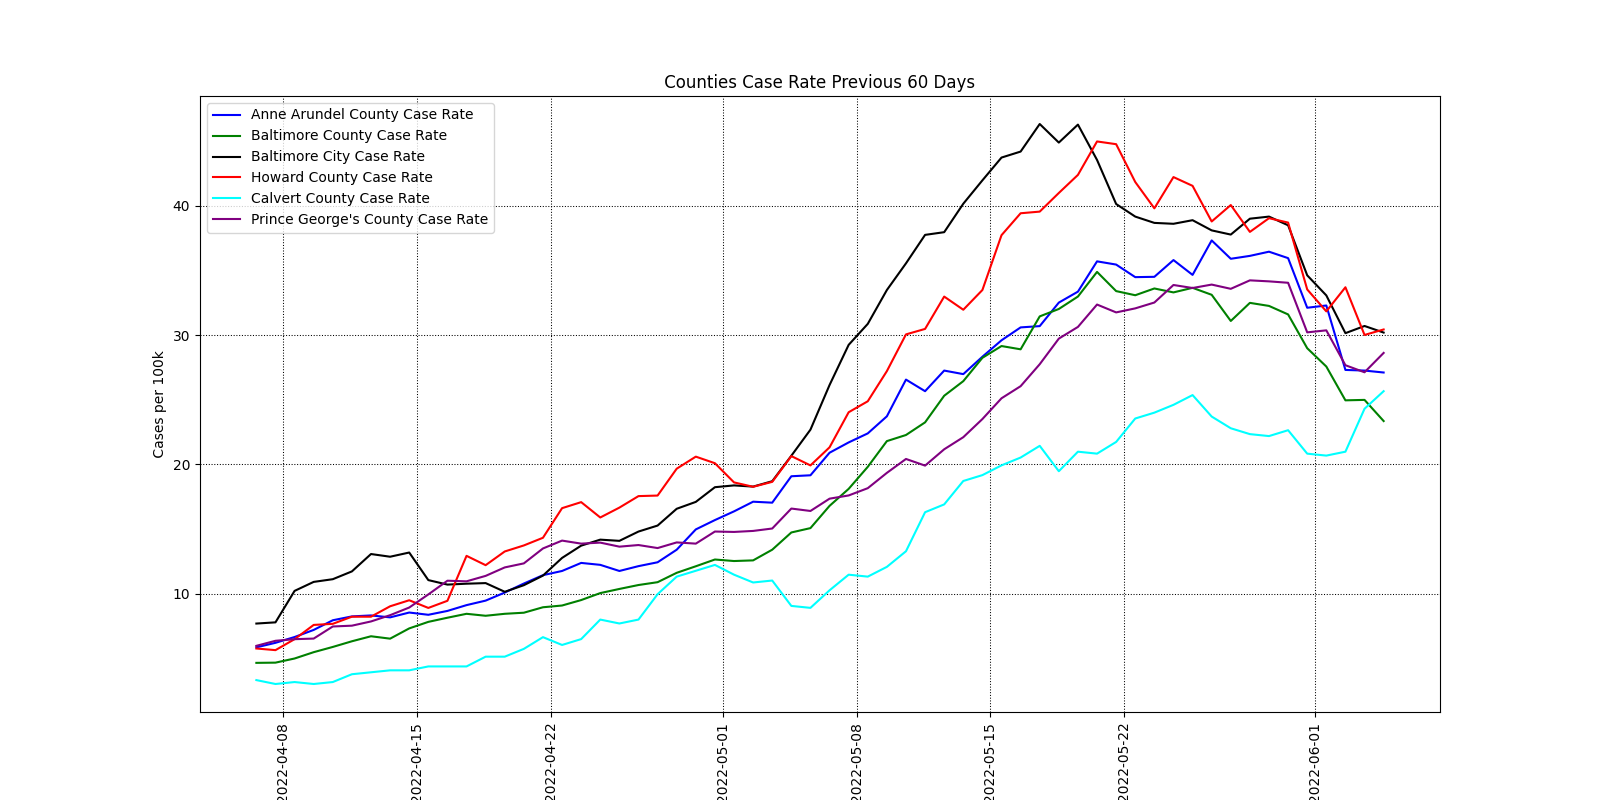 Counties Case Rate Previous 60 Days
Anne Arundel County Case Rate
Baltimore County Case Rate
Baltimore City Case Rate
Howard County Case Rate
Calvert County Case Rate
Prince George's County Case Rate
Cases per 100k
40
30
20
10
2022-04-08
2022-04-15
2022-04-22
2022-05-01
2022-05-08
2022-05-15
2022-05-22
2022-06-01